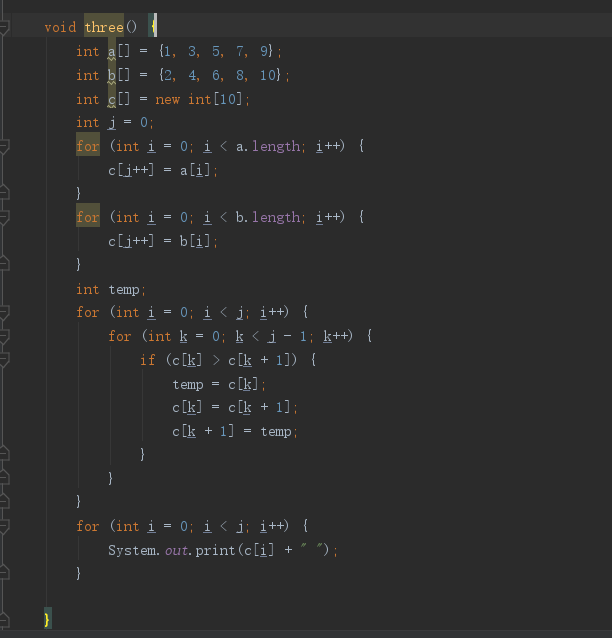 void three() {
int a[] = {1, 3, 5, 7, 9};
int b[] = {2, 4, 6, 8, 10};
int c[] = new int[10];
int j = 0;
for (int i = 0; i < a.length; i++) {
c[j++] = a[i];
}
for (int i = 0; i < b.length; i++) {
c[j++] = b[i];
}
int temp;
for (int i = 0; i < j; i++) {
for (int k = 0; k < j - 1; k++) {
if (c[k] > c[k + 1]) {
temp = c[k];
c[k] = c[k + 1];
c[k + 1] = temp;
}
}
}
for (int i = 0; i < j; i++) {
System.out.print(c[i] + " ");
}
}